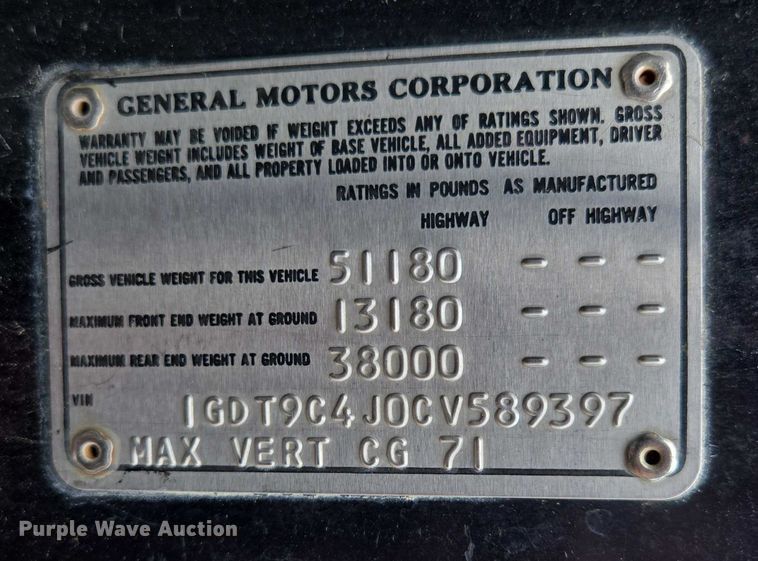 GENERAL MOTORS CORPORATION
WARRANTY MAY BE VOIDED IF WEIGHT EXCEEDS ANY OF RATINGS SHOWN. GROSS
VEHICLE WEIGHT INCLUDES WEIGHT OF BASE VEHICLE, ALL ADDED EQUIPMENT, DRIVER
AND PASSENGERS, AND ALL PROPERTY LOADED INTO OR ONTO VEHICLE.
RATINGS IN POUNDS AS MANUFACTURED
HIGHWAY OFF HIGHWAY
GROSS VEHICLE WEIGHT FOR THIS VEHICLE 51180 - - -
MAXIMUM FRONT END WEIGHT AT GROUND 13180 - - -
MAXIMUM REAR END WEIGHT AT GROUND 38000 - - -
VIN 1GDT9C4J0CV589397
MAX VERT CG 71
Purple Wave Auction